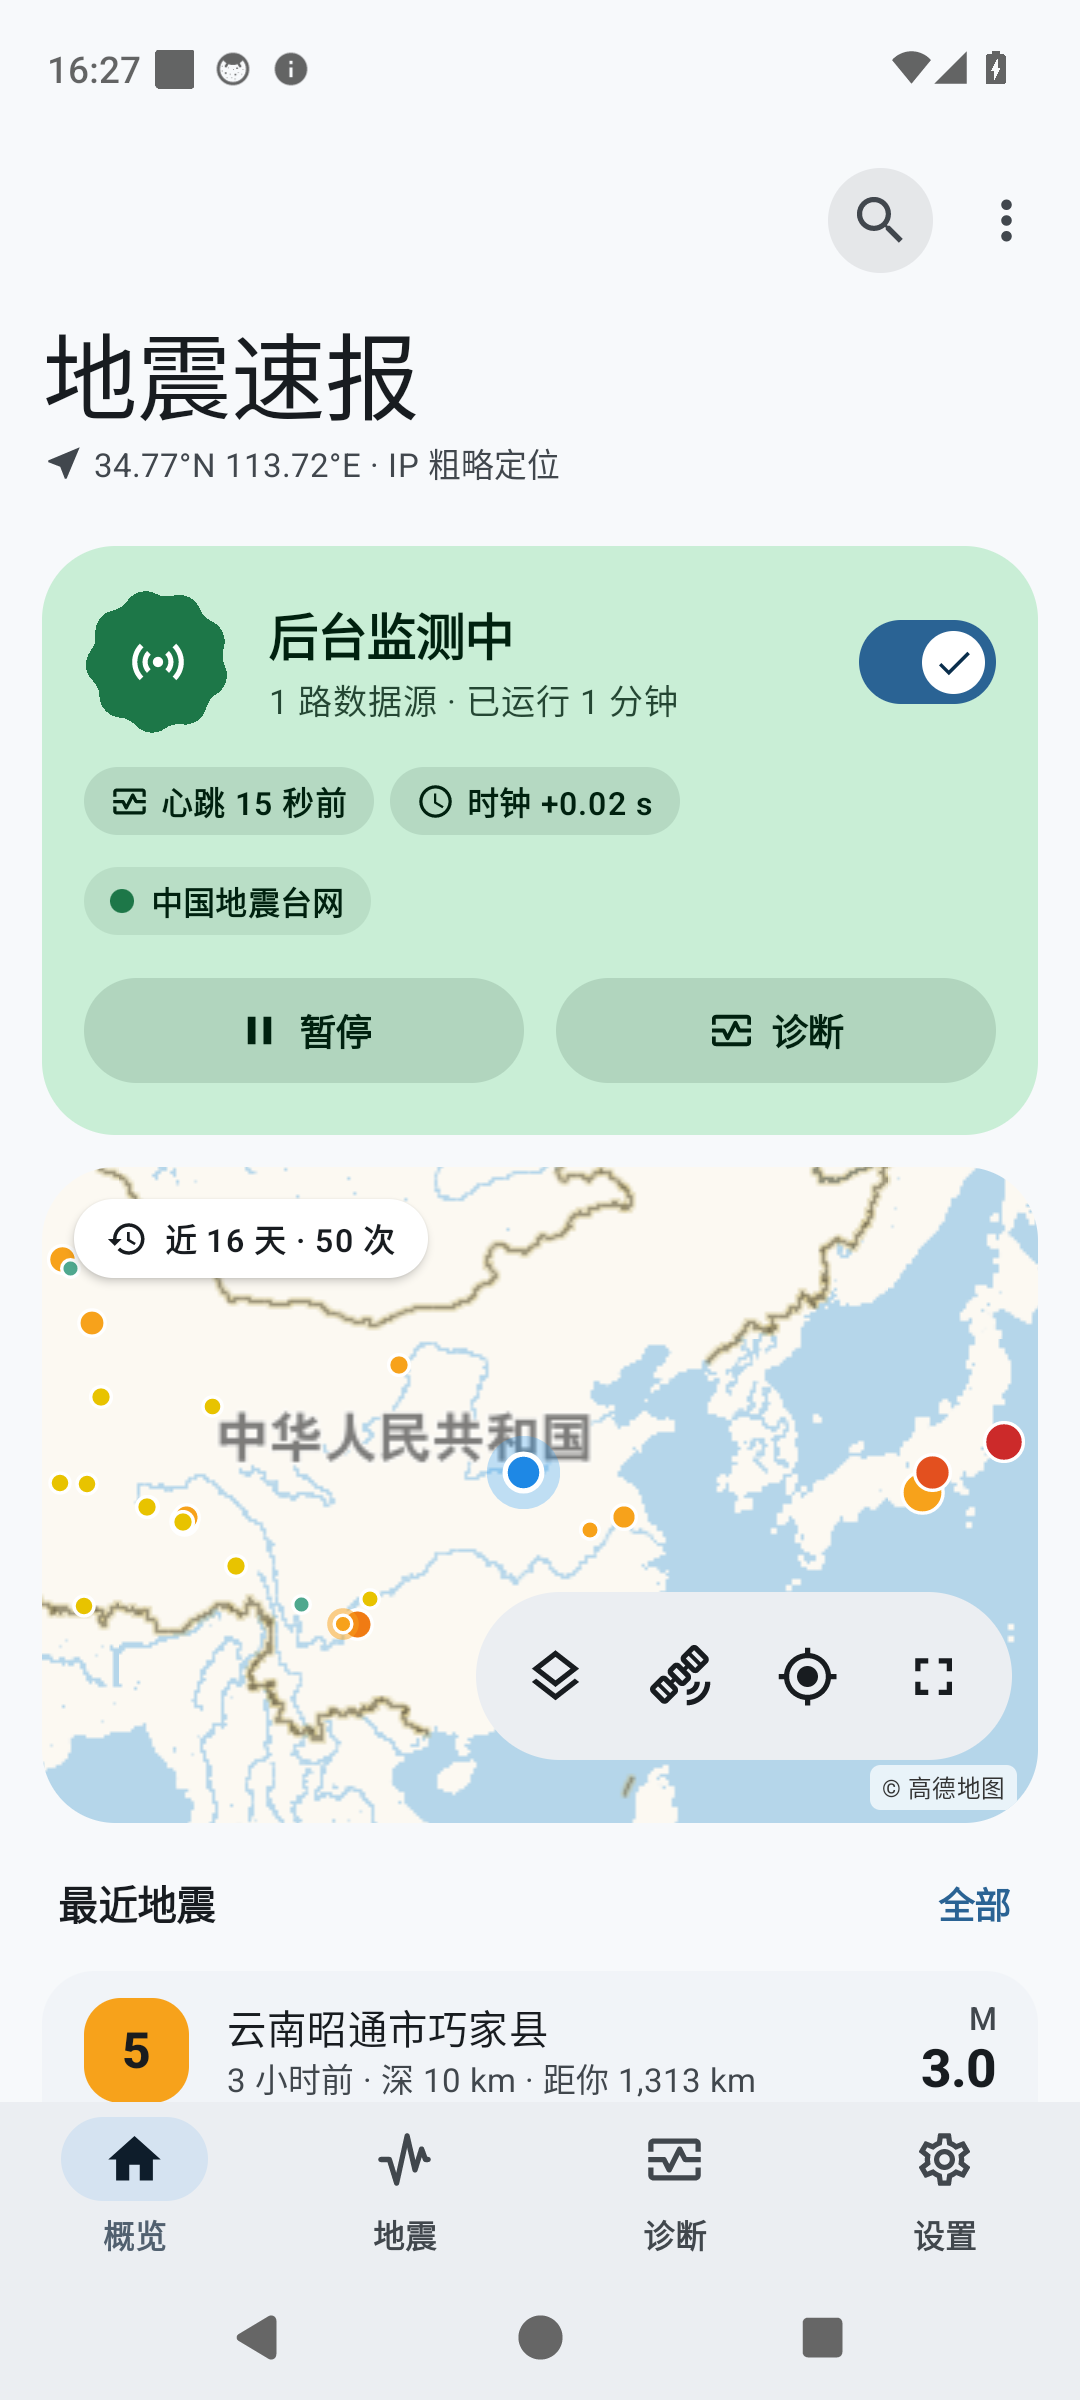 16:27
地震速报
34.77°N 113.72°E · IP 粗略定位
后台监测中
1 路数据源 · 已运行 1 分钟
心跳 15 秒前
时钟 +0.02 s
中国地震台网
暂停
诊断
近 16 天 · 50 次
中华人民共和国
© 高德地图
最近地震
全部
5
云南昭通市巧家县
3 小时前 · 深 10 km · 距你 1,313 km
M
3.0
概览
地震
诊断
设置